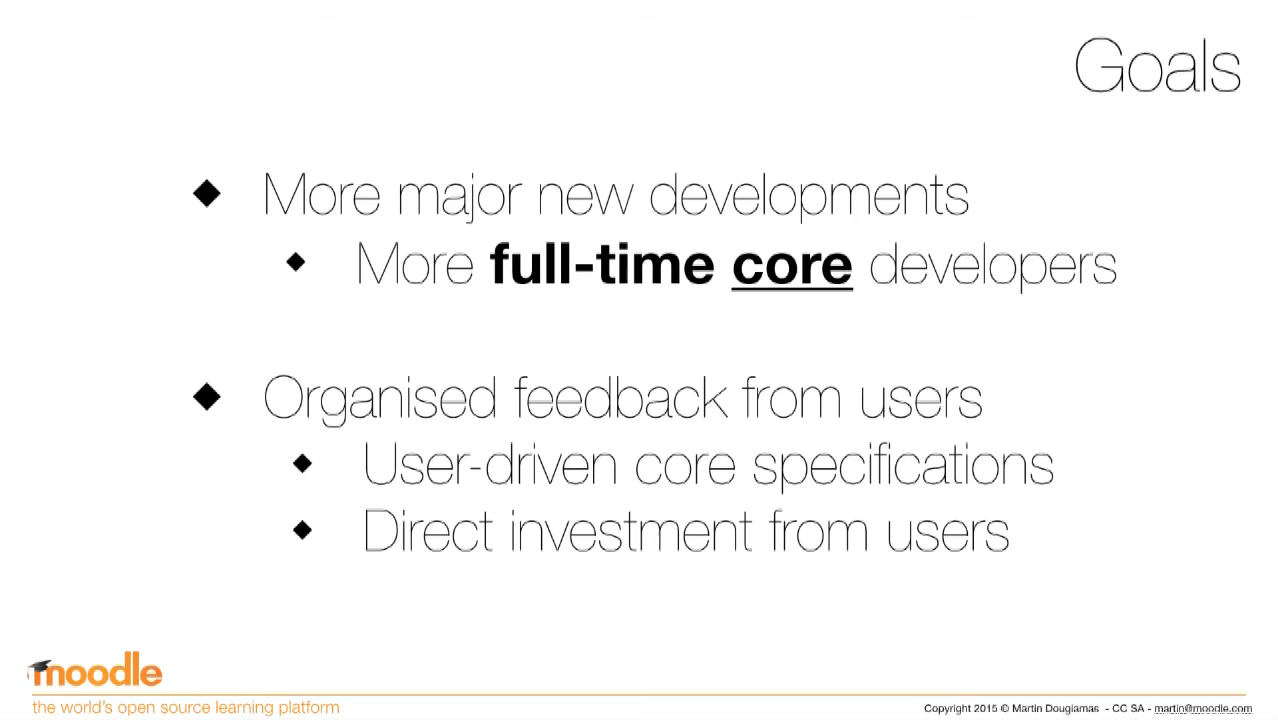 Goals
More major new developments
More full-time core developers
Organised feedback from users
User-driven core specifications
Direct investment from users
moodle
the world's open source learning platform
Copyright 2015 © Martin Dougiamas - CC SA - martin@moodle.com